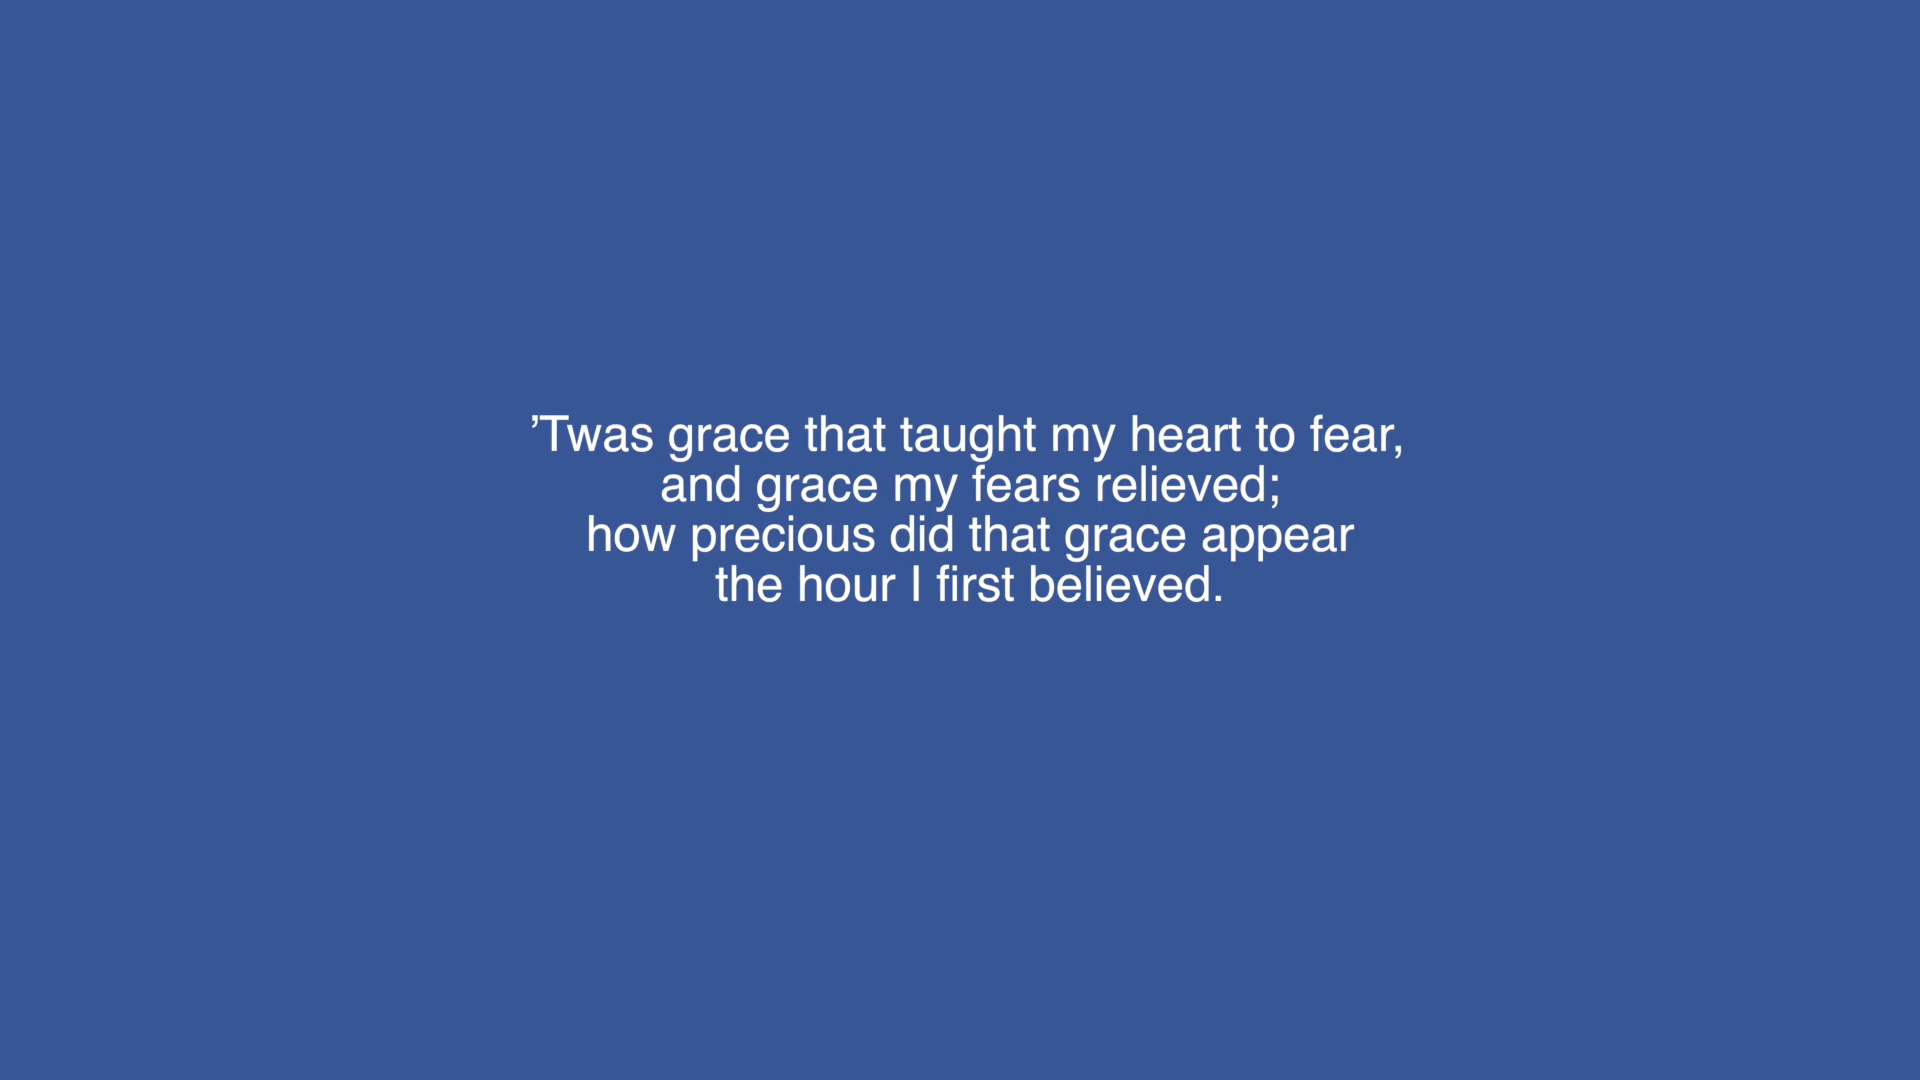 ’Twas grace that taught my heart to fear,
and grace my fears relieved;
how precious did that grace appear
the hour I first believed.